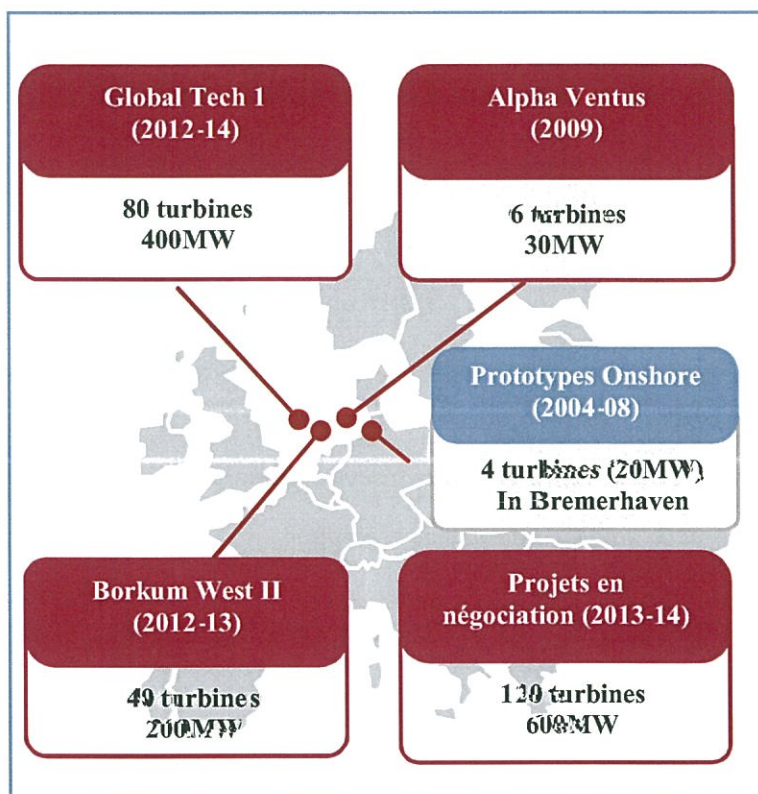 Global Tech 1
(2012-14)
80 turbines
400MW
Alpha Ventus
(2009)
6 turbines
30MW
Prototypes Onshore
(2004-08)
4 turbines (20MW)
In Bremerhaven
Borkum West II
(2012-13)
40 turbines
200MW
Projets en
négociation (2013-14)
120 turbines
600MW